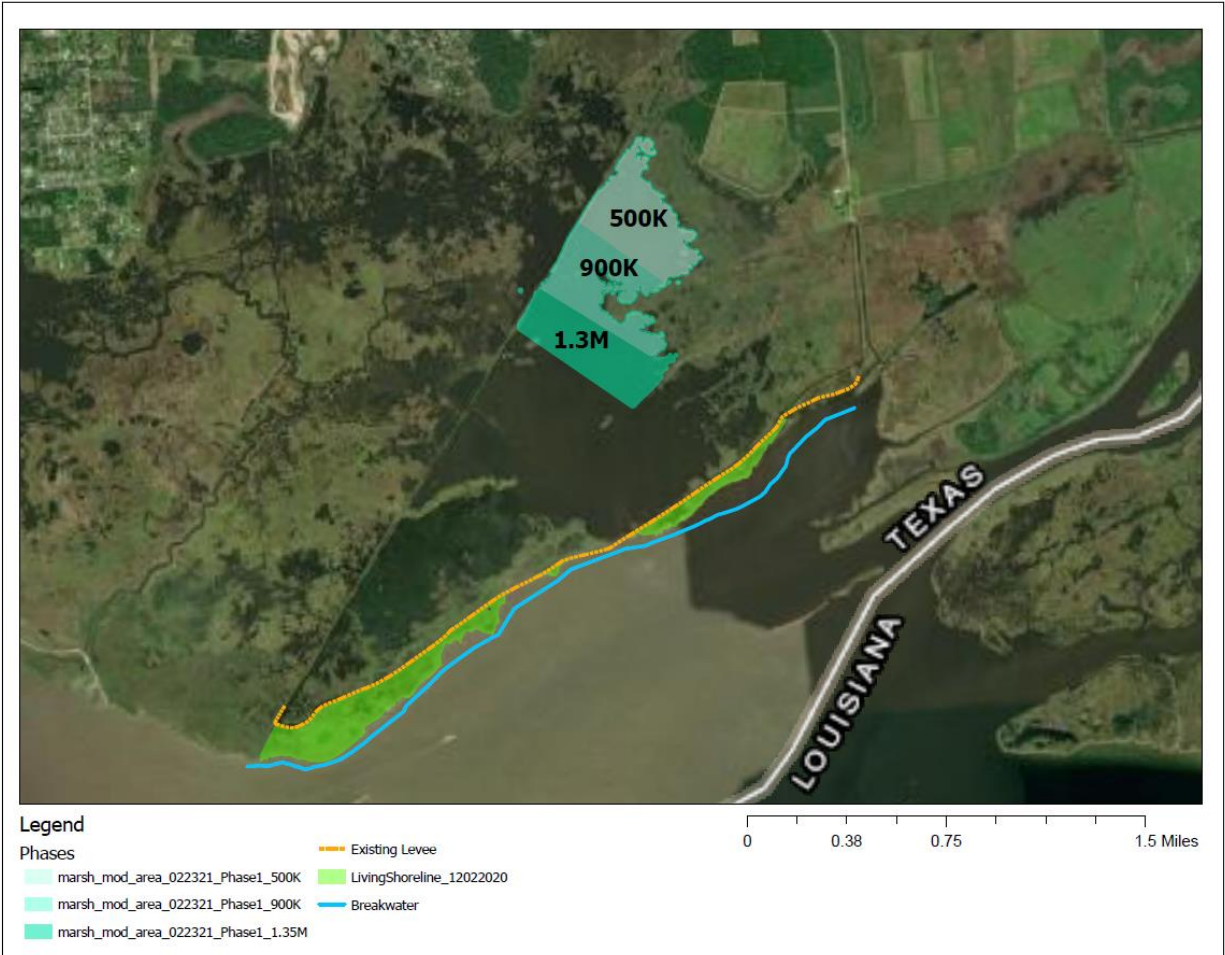 500K
900K
1.3M
TEXAS
LOUISIANA
Legend
Phases
marsh_mod_area_022321_Phase1_500K
marsh_mod_area_022321_Phase1_900K
marsh_mod_area_022321_Phase1_1.35M
Existing Levee
LivingShoreline_12022020
Breakwater
0 0.38 0.75 1.5 Miles